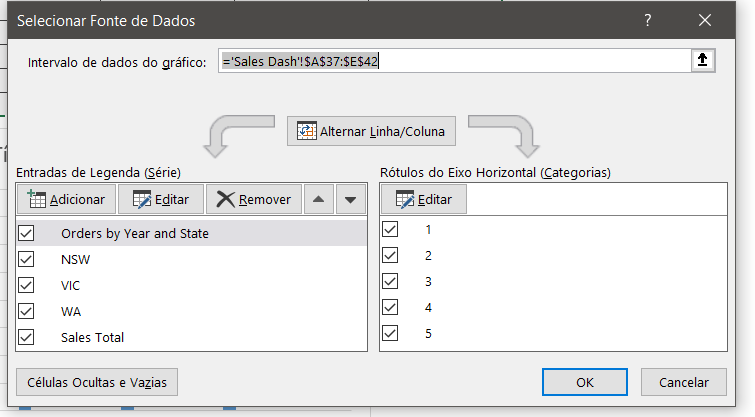 Selecionar Fonte de Dados
Intervalo de dados do gráfico: ='Sales Dash'!$A$37:$E$42
Alternar Linha/Coluna
Entradas de Legenda (Série)
Adicionar Editar Remover
Orders by Year and State
NSW
VIC
WA
Sales Total
Rótulos do Eixo Horizontal (Categorias)
Editar
1
2
3
4
5
Células Ocultas e Vazias
OK Cancelar